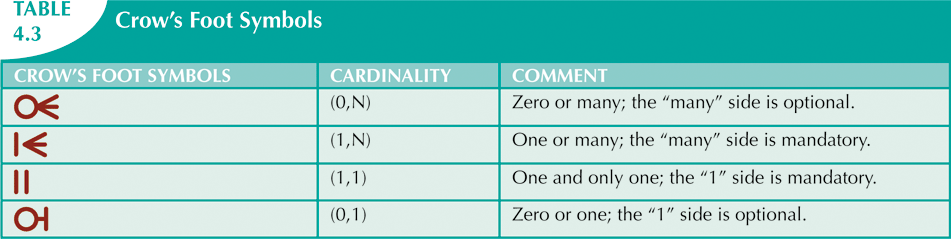 TABLE
4.3
Crow's Foot Symbols
CROW'S FOOT SYMBOLS CARDINALITY COMMENT
(0,N) Zero or many; the “many” side is optional.
(1,N) One or many; the “many” side is mandatory.
(1,1) One and only one; the “1” side is mandatory.
(0,1) Zero or one; the “1” side is optional.